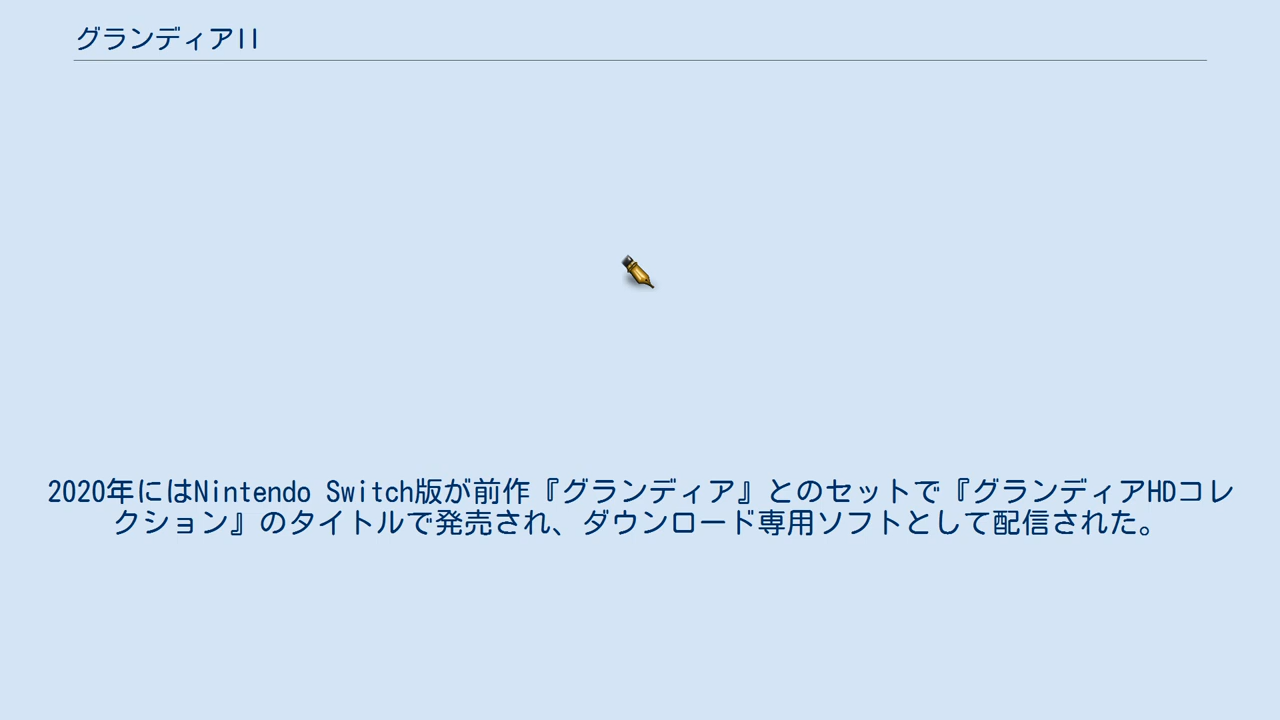 グランディアII
2020年にはNintendo Switch版が前作『グランディア』とのセットで『グランディアHDコレ
クション』のタイトルで発売され、ダウンロード専用ソフトとして配信された。